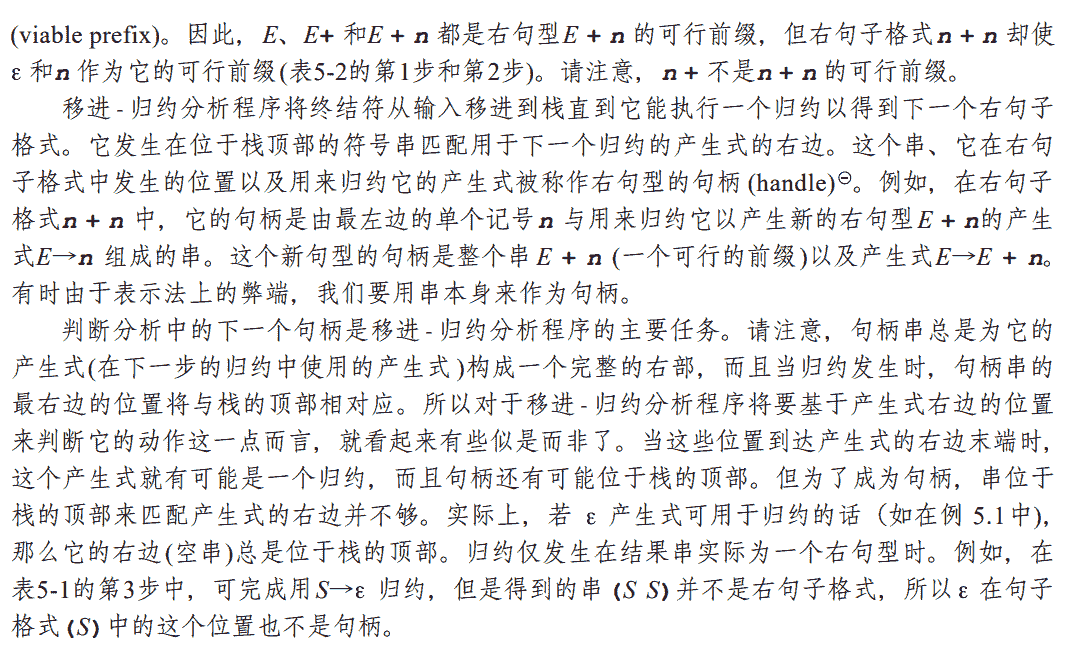 (viable prefix)。因此，E、E+ 和E + n 都是右句型E + n 的可行前缀，但右句子格式n + n 却使
ε 和n 作为它的可行前缀(表5-2的第1步和第2步)。请注意，n + 不是n + n 的可行前缀。
移进-归约分析程序将终结符从输入移进到栈直到它能执行一个归约以得到下一个右句子
格式。它发生在位于栈顶部的符号串匹配用于下一个归约的产生式的右边。这个串、它在右句
子格式中发生的位置以及用来归约它的产生式被称作右句型的句柄 (handle)⊖。例如，在右句子
格式n + n 中，它的句柄是由最左边的单个记号 n 与用来归约它以产生新的右句型 E + n的产生
式E→n 组成的串。这个新句型的句柄是整个串 E + n (一个可行的前缀)以及产生式E→E + n。
有时由于表示法上的弊端，我们要用串本身来作为句柄。
判断分析中的下一个句柄是移进-归约分析程序的主要任务。请注意，句柄串总是为它的
产生式(在下一步的归约中使用的产生式)构成一个完整的右部，而且当归约发生时，句柄串的
最右边的位置将与栈的顶部相对应。所以对于移进-归约分析程序将要基于产生式右边的位置
来判断它的动作这一点而言，就看起来有些似是而非了。当这些位置到达产生式的右边末端时，
这个产生式就有可能是一个归约，而且句柄还有可能位于栈的顶部。但为了成为句柄，串位于
栈的顶部来匹配产生式的右边并不够。实际上，若 ε 产生式可用于归约的话（如在例 5.1中)，
那么它的右边(空串)总是位于栈的顶部。归约仅发生在结果串实际为一个右句型时。例如，在
表5-1的第3步中，可完成用S→ε 归约，但是得到的串 (S S) 并不是右句子格式，所以 ε 在句子
格式 (S) 中的这个位置也不是句柄。